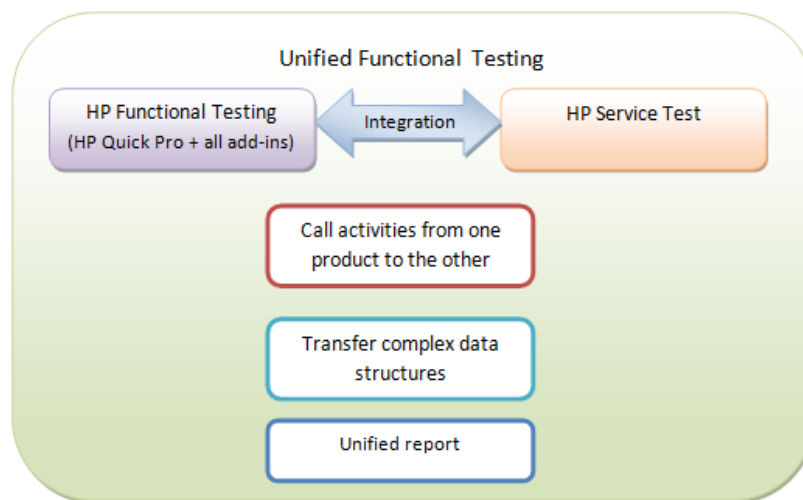 Unified Functional Testing
HP Functional Testing
(HP Quick Pro + all add-ins)
Integration
HP Service Test
Call activities from one
product to the other
Transfer complex data
structures
Unified report